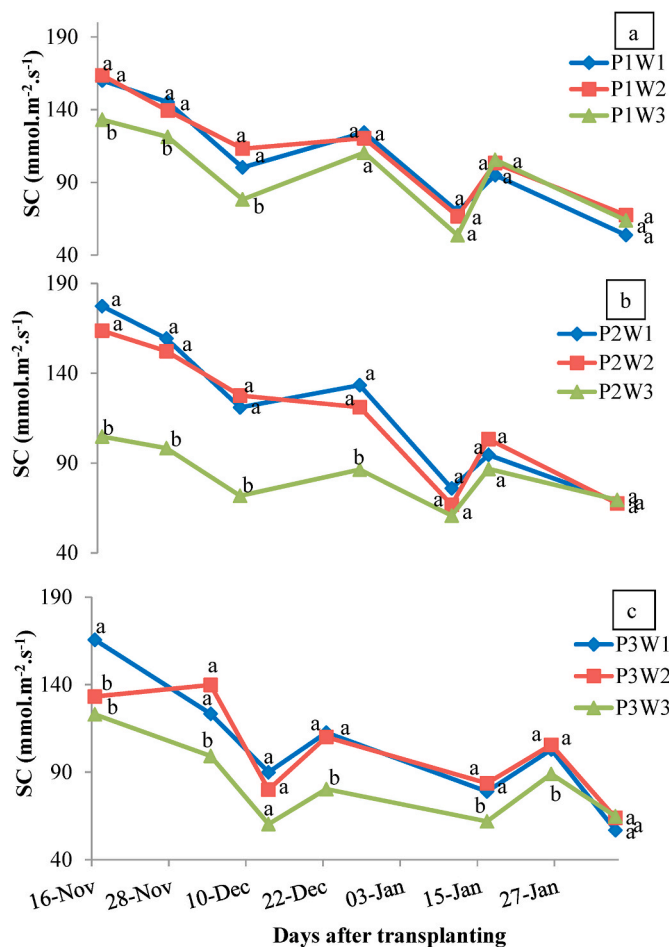 190
140
90
40
SC (mmol.m⁻².s⁻¹)
a
P1W1
P1W2
P1W3
a a a a a a a a a a a a a a
b b b a a a a
190
140
90
40
SC (mmol.m⁻².s⁻¹)
b
P2W1
P2W2
P2W3
a a a a a a a a a a a a a a
b b b b a a a
190
140
90
40
SC (mmol.m⁻².s⁻¹)
c
P3W1
P3W2
P3W3
a b a a a a a a a a a a a a
b b a b b b a
16-Nov 28-Nov 10-Dec 22-Dec 03-Jan 15-Jan 27-Jan
Days after transplanting